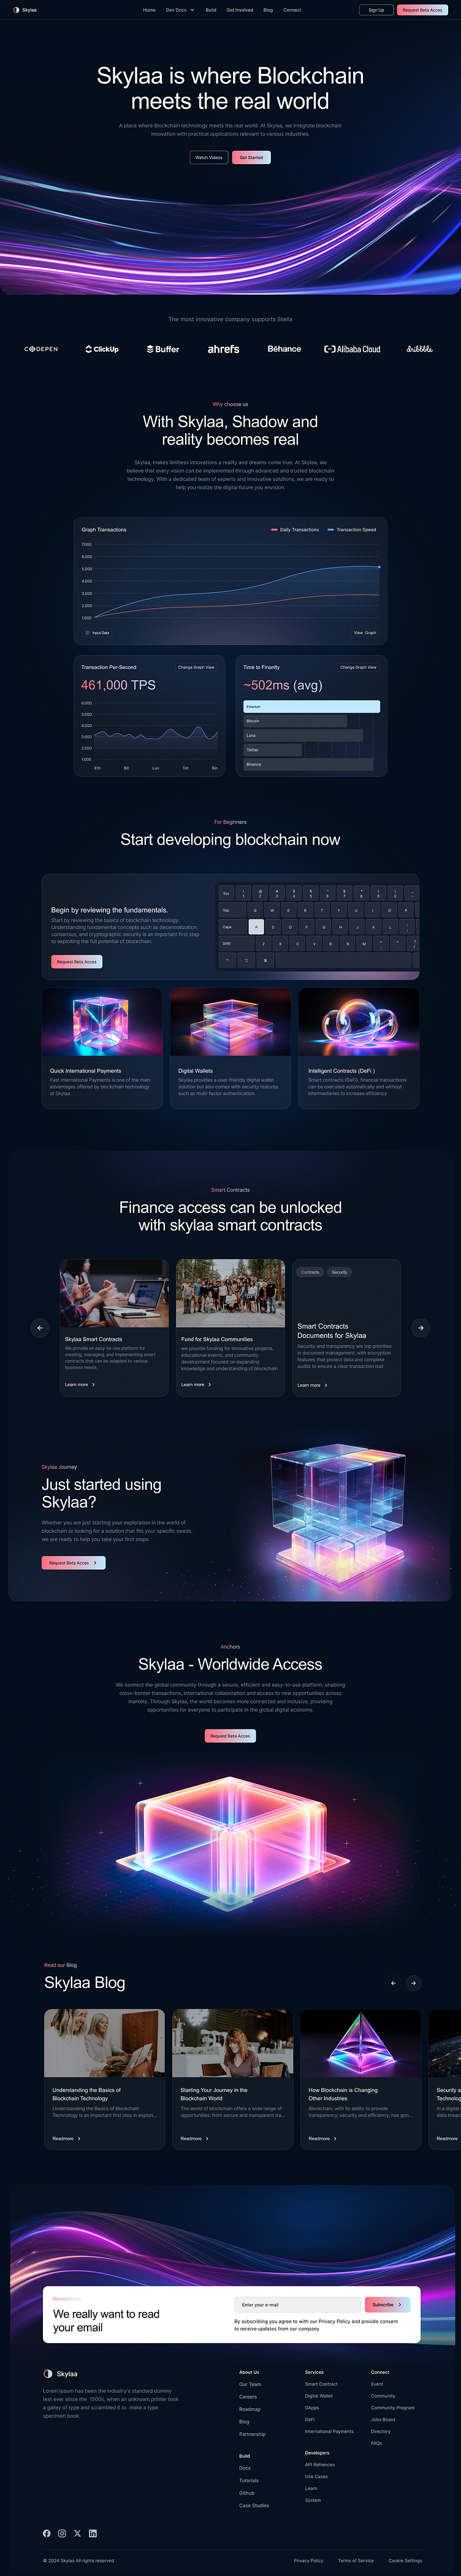 Skylaa
Home
Dev Docs
Build
Get Involved
Blog
Connect
Sign Up
Request Beta Acces
Skylaa is where Blockchain
meets the real world
A place where Blockchain technology meets the real world. At Skylaa, we integrate blockchain
innovation with practical applications relevant to various industries.
Watch Videos
Get Started
The most innovative company supports Stella
CODEPEN
ClickUp
Buffer
ahrefs
Bēhance
Alibaba Cloud
dribbble
Why choose us
With Skylaa, Shadow and
reality becomes real
Skylaa, makes limitless innovations a reality and dreams come true. At Skylaa, we
believe that every vision can be implemented through advanced and trusted blockchain
technology. With a dedicated team of experts and innovative solutions, we are ready to
help you realize the digital future you envision.
Graph Transactions
Daily Transactions
Transaction Speed
7.000
6.000
5.000
4.000
3.000
2.000
1.000
Input Data
View Graph
Transaction Per-Second
Change Graph View
461,000 TPS
6.000
5.000
4.000
3.000
2.000
1.000
Eth
Bit
Lun
Tet
Bin
Time to Finanity
Change Graph View
~502ms (avg)
Etherium
Bitcoin
Luna
Tether
Binance
For Beginners
Start developing blockchain now
Begin by reviewing the fundamentals.
Start by reviewing the basics of blockchain technology.
Understanding fundamental concepts such as decentralization,
consensus, and cryptographic security is an important first step
to exploring the full potential of blockchain.
Request Beta Acces
Esc
Tab
Q W E R T Y U I O P
Caps
A S D F G H J K L
Shift
Z X C V B N M
Quick International Payments
Fast International Payments is one of the main
advantages offered by blockchain technology
at Skylaa.
Digital Wallets
Skylaa provides a user-friendly digital wallet
solution but also comes with security features
such as multi-factor authentication.
Intelligent Contracts (DeFi )
Smart contracts (DeFi), financial transactions
can be executed automatically and without
intermediaries to increase efficiency
Smart Contracts
Finance access can be unlocked
with skylaa smart contracts
Skylaa Smart Contracts
We provide an easy-to-use platform for
creating, managing, and implementing smart
contracts that can be adapted to various
business needs
Learn more
Fund for Skylaa Communities
we provide funding for innovative projects,
educational events, and community
development focused on expanding
knowledge and understanding of blockchain
Learn more
Contracts
Security
Smart Contracts
Documents for Skylaa
Security and transparency are top priorities
in document management, with encryption
features that protect data and complete
audits to ensure a clear transaction trail
Learn more
Skylaa Journey
Just started using
Skylaa?
Whether you are just starting your exploration in the world of
blockchain or looking for a solution that fits your specific needs,
we are ready to help you take your first steps
Request Beta Acces
Anchors
Skylaa - Worldwide Access
We connect the global community through a secure, efficient and easy-to-use platform, enabling
cross-border transactions, international collaboration and access to new opportunities across
markets. Through Skylaa, the world becomes more connected and inclusive, providing
opportunities for everyone to participate in the global digital economy.
Request Beta Acces
Read our Blog
Skylaa Blog
Understanding the Basics of
Blockchain Technology
Understanding the Basics of Blockchain
Technology is an important first step in explori...
Readmore
Starting Your Journey in the
Blockchain World
The world of blockchain offers a wide range of
opportunities, from secure and transparent tra...
Readmore
How Blockchain is Changing
Other Industries
Blockchain, with its ability to provide
transparency, security and efficiency, has gon...
Readmore
Security a
Technolog
In a digital
data breach
Readmore
Newsletters
We really want to read
your email
Enter your e-mail
Subscribe
By subscribing you agree to with our Privacy Policy and provide consent
to receive updates from our company
Skylaa
Lorem Ipsum has been the industry's standard dummy
text ever since the 1500s, when an unknown printer took
a galley of type and scrambled it to make a type
specimen book.
About Us
Our Team
Careers
Roadmap
Blog
Partnership
Build
Docs
Tutorials
Github
Case Studies
Services
Smart Contract
Digital Wallet
DApps
DeFi
International Payments
Developers
API Refrences
Use Cases
Learn
System
Connect
Event
Community
Community Program
Jobs Board
Directory
FAQs
© 2024 Skylaa All rights reserved
Privacy Policy
Terms of Service
Cookie Settings